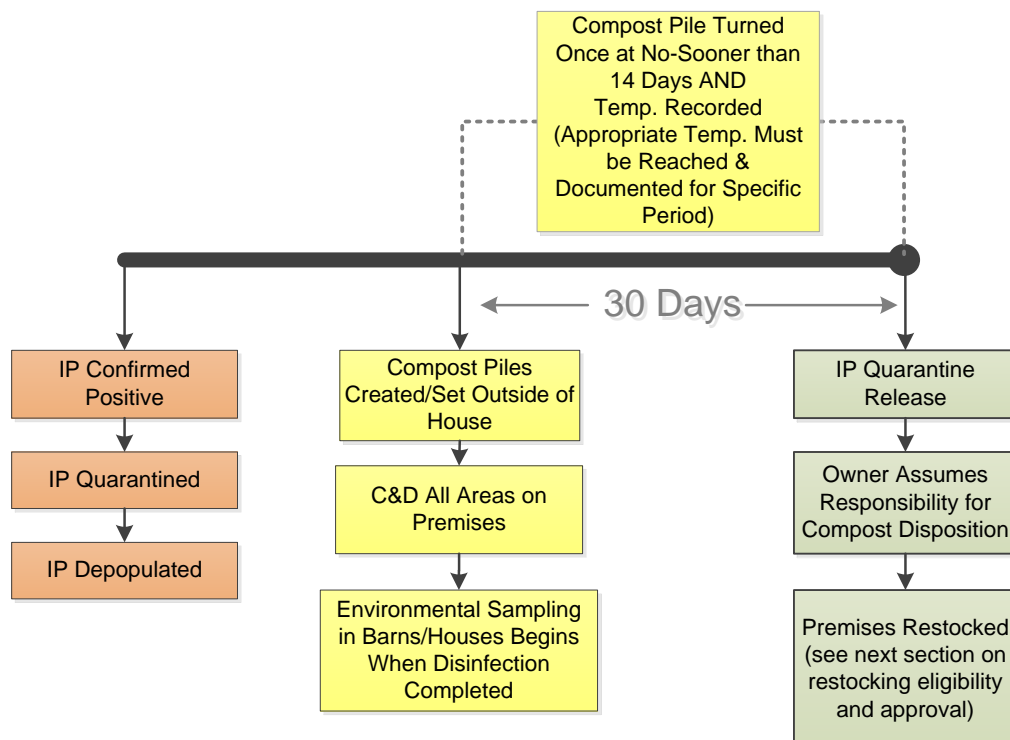 Compost Pile Turned
Once at No-Sooner than
14 Days AND
Temp. Recorded
(Appropriate Temp. Must
be Reached &
Documented for Specific
Period)
30 Days
IP Confirmed
Positive
IP Quarantined
IP Depopulated
Compost Piles
Created/Set Outside of
House
C&D All Areas on
Premises
Environmental Sampling
in Barns/Houses Begins
When Disinfection
Completed
IP Quarantine
Release
Owner Assumes
Responsibility for
Compost Disposition
Premises Restocked
(see next section on
restocking eligibility
and approval)